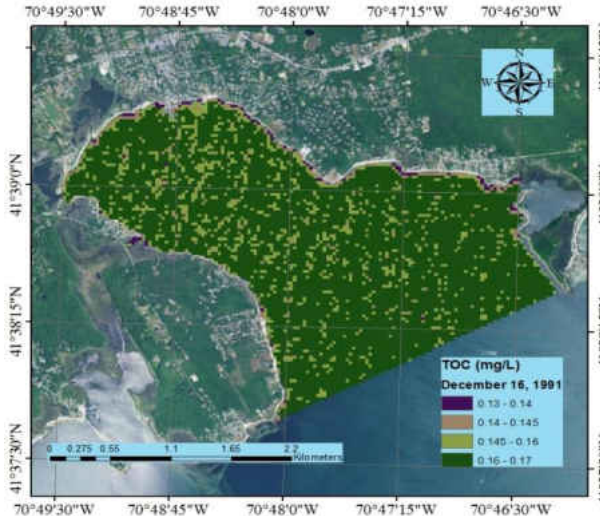 70°49'30"W 70°48'45"W 70°48'0"W 70°47'15"W 70°46'30"W
N
W E
S
41°39'0"N
41°38'15"N
41°37'30"N
TOC (mg/L)
December 16, 1991
0.13 - 0.14
0.14 - 0.145
0.145 - 0.16
0.16 - 0.17
0 0.275 0.55 1.1 1.65 2.2
Kilometers
70°49'30"W 70°48'45"W 70°48'0"W 70°47'15"W 70°46'30"W